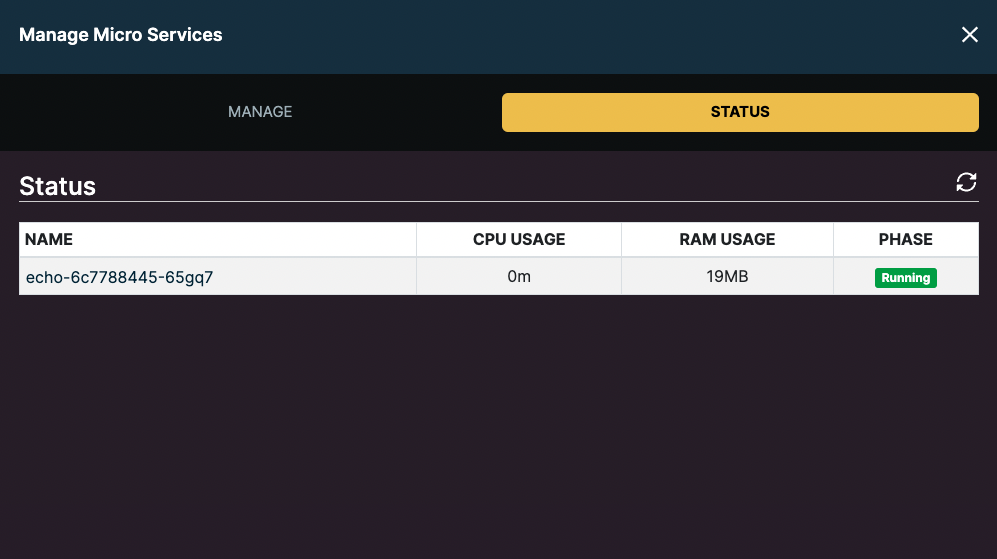 Manage Micro Services
MANAGE STATUS
Status
NAME CPU USAGE RAM USAGE PHASE
echo-6c7788445-65gq7 0m 19MB Running